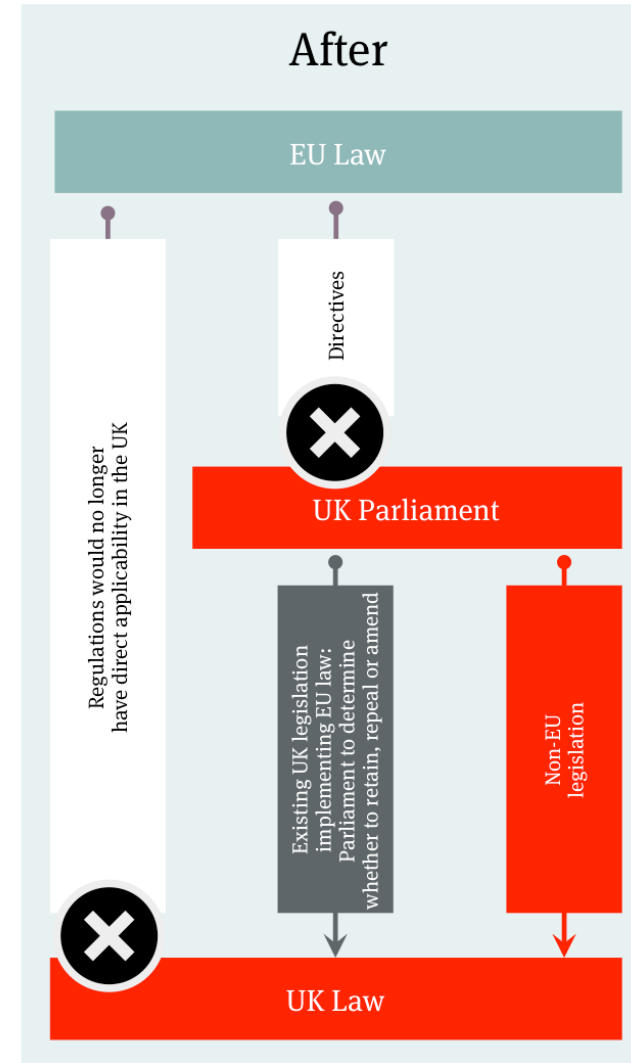 After
EU Law
Regulations would no longer
have direct applicability in the UK
Directives
UK Parliament
Existing UK legislation
implementing EU law:
Parliament to determine
whether to retain, repeal or amend
Non-EU
legislation
UK Law